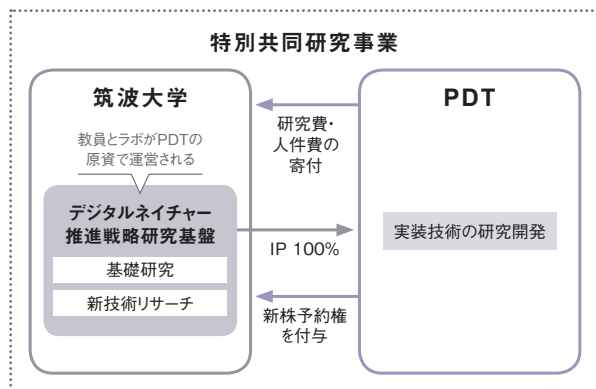 特別共同研究事業
筑波大学
教員とラボがPDTの
原資で運営される
デジタルネイチャー
推進戦略研究基盤
基礎研究
新技術リサーチ
研究費・
人件費の
寄付
IP 100%
新株予約権
を付与
PDT
実装技術の研究開発